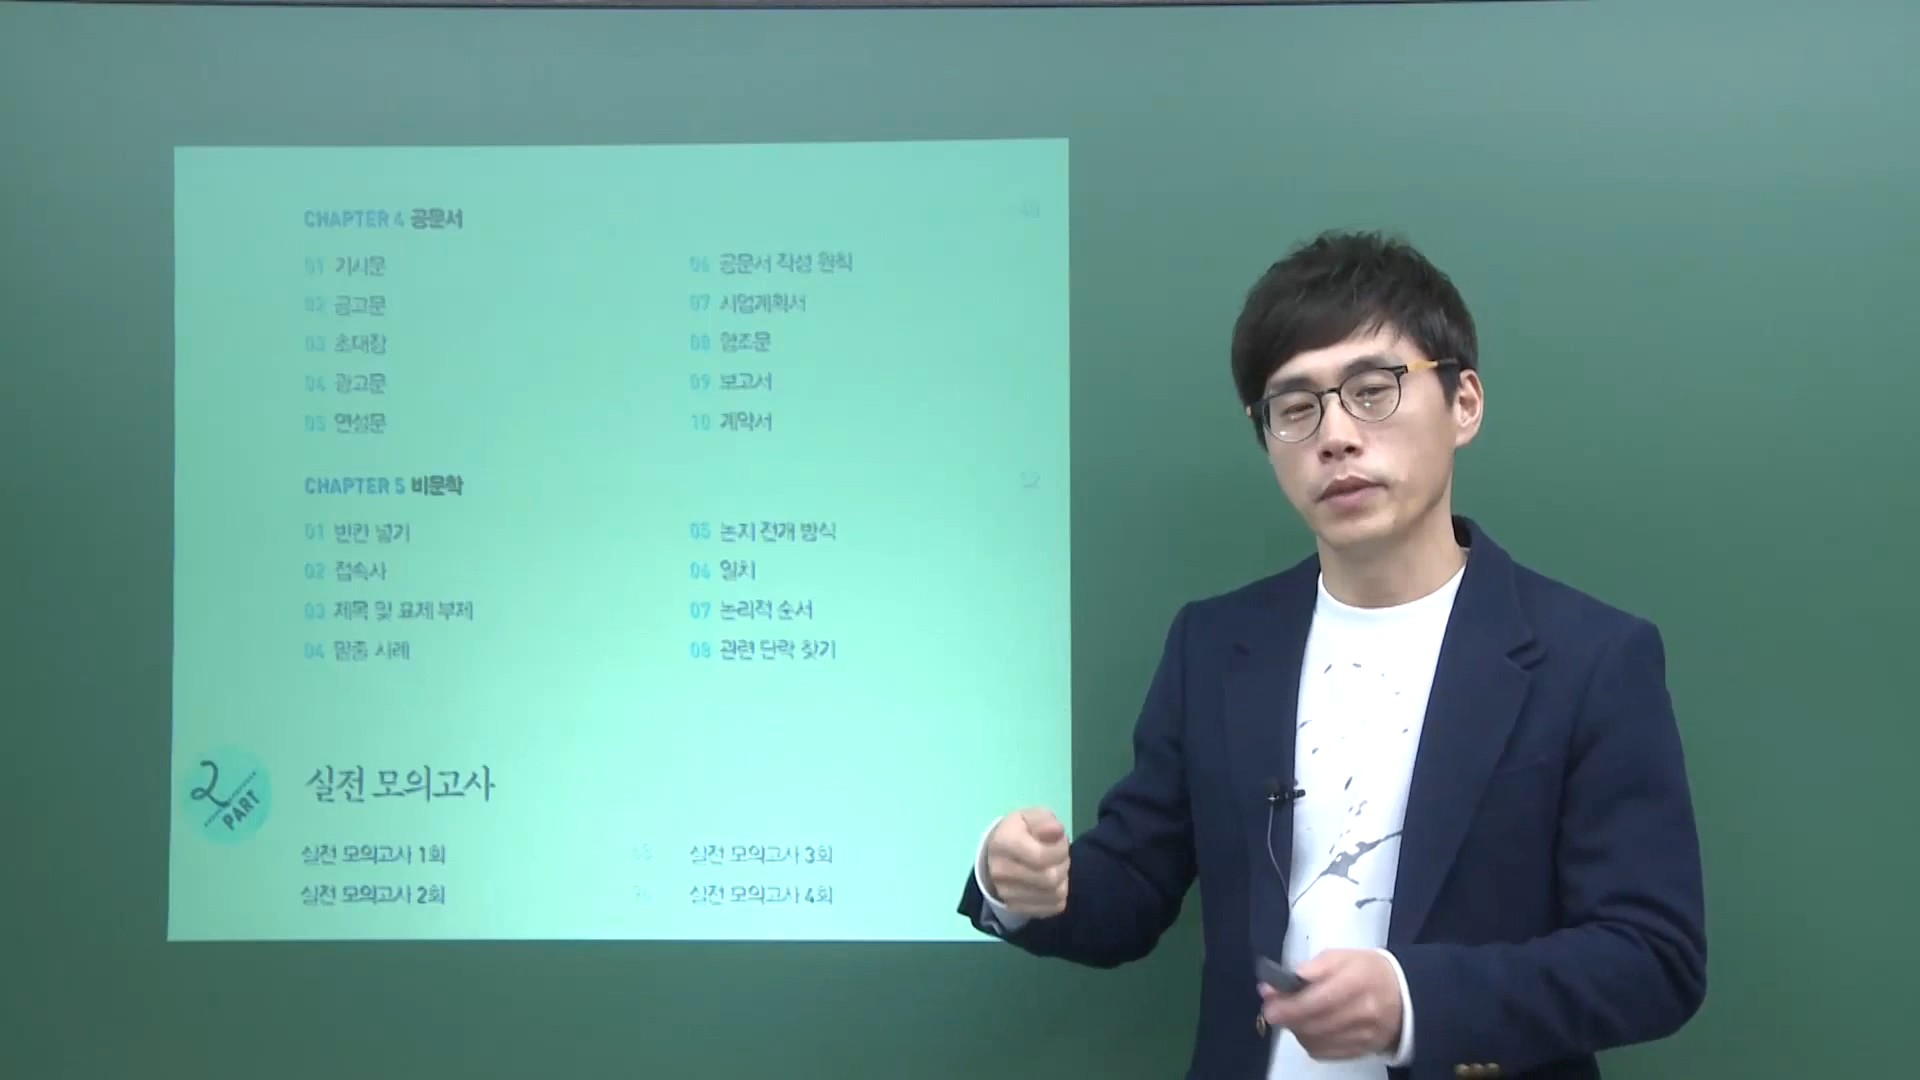 CHAPTER 4 공문서
01 기사문
02 공고문
03 초대장
04 광고문
05 연설문
06 공문서 작성 원칙
07 사업계획서
08 협조문
09 보고서
10 계약서
CHAPTER 5 비문학
52
01 빈칸 넣기
02 접속사
03 제목 및 표제 부제
04 밑줄 사례
05 논지 전개 방식
06 일치
07 논리적 순서
08 관련 단락 찾기
2 PART
실전 모의고사
실전 모의고사 1회
실전 모의고사 2회
실전 모의고사 3회
실전 모의고사 4회